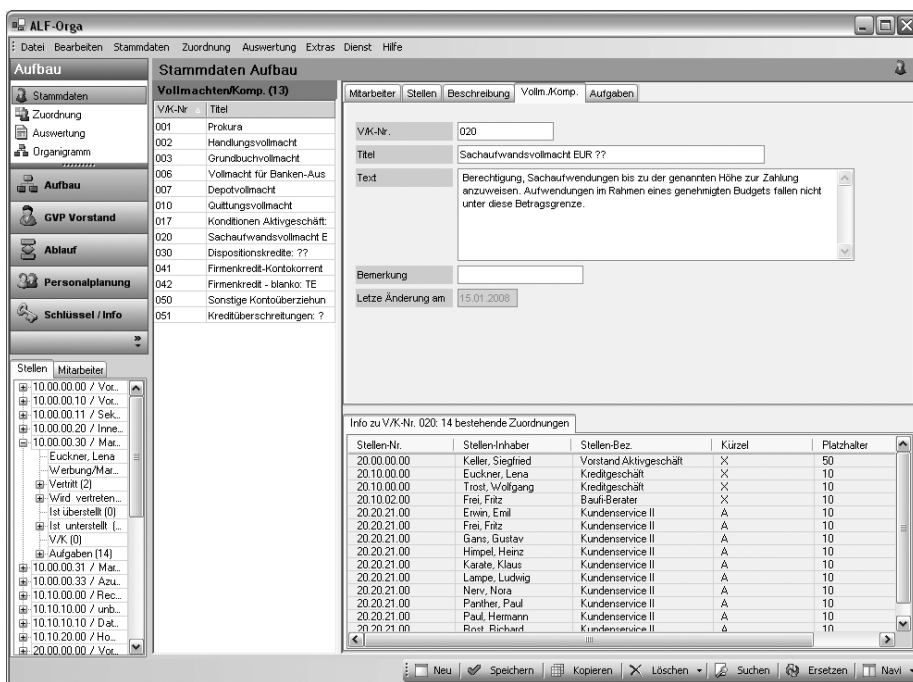 ALF-Orga
Datei Bearbeiten Stammdaten Zuordnung Auswertung Extras Dienst Hilfe
Aufbau
Stammdaten
Zuordnung
Auswertung
Organigramm
Aufbau
GVP Vorstand
Ablauf
Personalplanung
Schlüssel / Info
Stellen Mitarbeiter
10.00.00.00 / Vor...
10.00.00.10 / Vor...
10.00.00.11 / Sek...
10.00.00.20 / Inne...
10.00.00.30 / Mar...
Euckner, Lena
Werbung/Mar...
Vertritt (2)
Wird vertreten...
Ist überstellt (0)
Ist unterstellt (...
V/K (0)
Aufgaben (14)
10.00.00.31 / Mar...
10.00.00.33 / Azu...
10.10.00.00 / Rec...
10.10.10.00 / unb...
10.10.10.10 / Dat...
10.10.20.00 / Ho...
20.00.00.00 / Vor...
Stammdaten Aufbau
Vollmachten/Komp. (13)
V/K-Nr Titel
001 Prokura
002 Handlungsvollmacht
003 Grundbuchvollmacht
006 Vollmacht für Banken-Aus
007 Depotvollmacht
010 Quittungsvollmacht
017 Konditionen Aktivgeschäft:
020 Sachaufwandsvollmacht E
030 Dispositionskredite: ??
041 Firmenkredit-Kontokorrent
042 Firmenkredit - blanko: TE
050 Sonstige Kontoüberziehun
051 Kreditüberschreitungen: ?
Mitarbeiter Stellen Beschreibung Vollm./Komp. Aufgaben
V/K-Nr. 020
Titel Sachaufwandsvollmacht EUR ??
Text Berechtigung, Sachaufwendungen bis zu der genannten Höhe zur Zahlung
anzuweisen. Aufwendungen im Rahmen eines genehmigten Budgets fallen nicht
unter diese Betragsgrenze.
Bemerkung
Letze Änderung am 15.01.2008
Info zu V/K-Nr. 020: 14 bestehende Zuordnungen
Stellen-Nr. Stellen-Inhaber Stellen-Bez. Kürzel Platzhalter
20.00.00.00 Keller, Siegfried Vorstand Aktivgeschäft X 50
20.10.00.00 Euckner, Lena Kreditgeschäft X 10
20.10.00.00 Trost, Wolfgang Kreditgeschäft X 10
20.10.02.00 Frei, Fritz Baufi-Berater X 10
20.20.21.00 Erwin, Emil Kundenservice II A 10
20.20.21.00 Frei, Fritz Kundenservice II A 10
20.20.21.00 Gans, Gustav Kundenservice II A 10
20.20.21.00 Himpel, Heinz Kundenservice II A 10
20.20.21.00 Karate, Klaus Kundenservice II A 10
20.20.21.00 Lampe, Ludwig Kundenservice II A 10
20.20.21.00 Nerv, Nora Kundenservice II A 10
20.20.21.00 Panther, Paul Kundenservice II A 10
20.20.21.00 Paul, Hermann Kundenservice II A 10
20.20.21.00 Rost, Richard Kundenservice II A 10
Neu Speichern Kopieren Löschen Suchen Ersetzen Navi